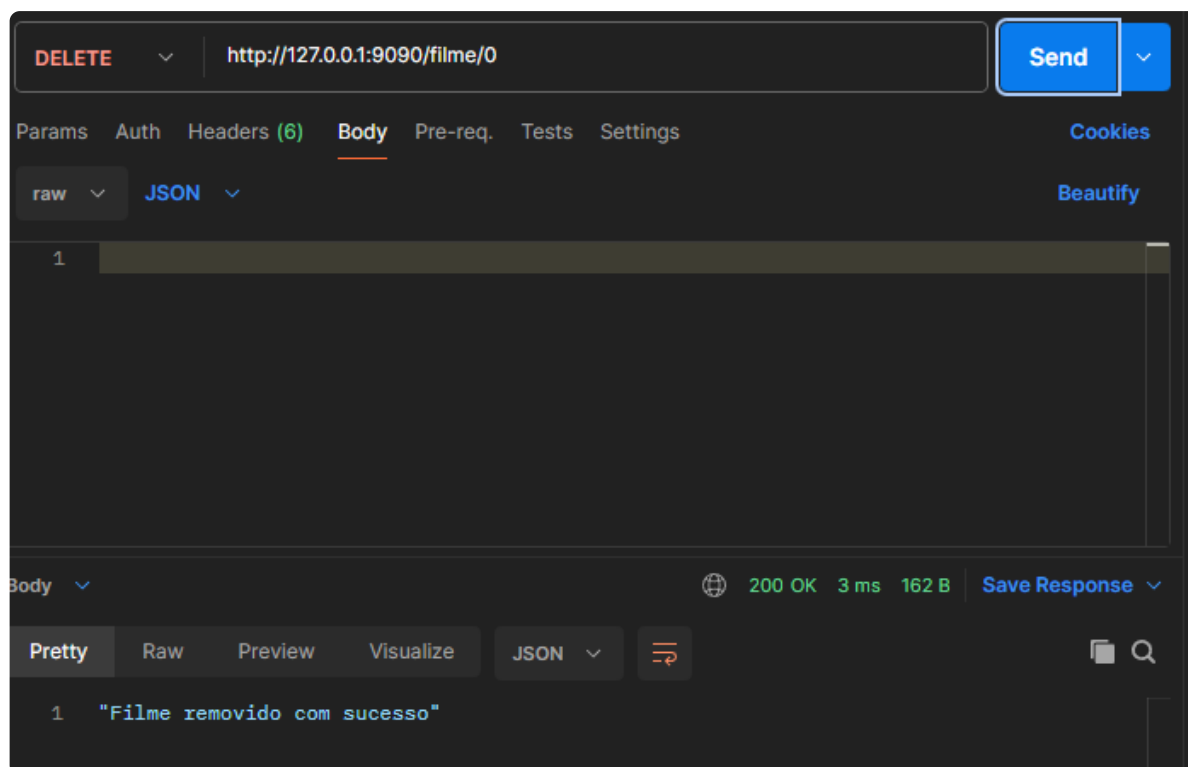 DELETE http://127.0.0.1:9090/filme/0 Send
Params Auth Headers (6) Body Pre-req. Tests Settings Cookies
raw JSON Beautify
1
Body 200 OK 3 ms 162 B Save Response
Pretty Raw Preview Visualize JSON
1 "Filme removido com sucesso"